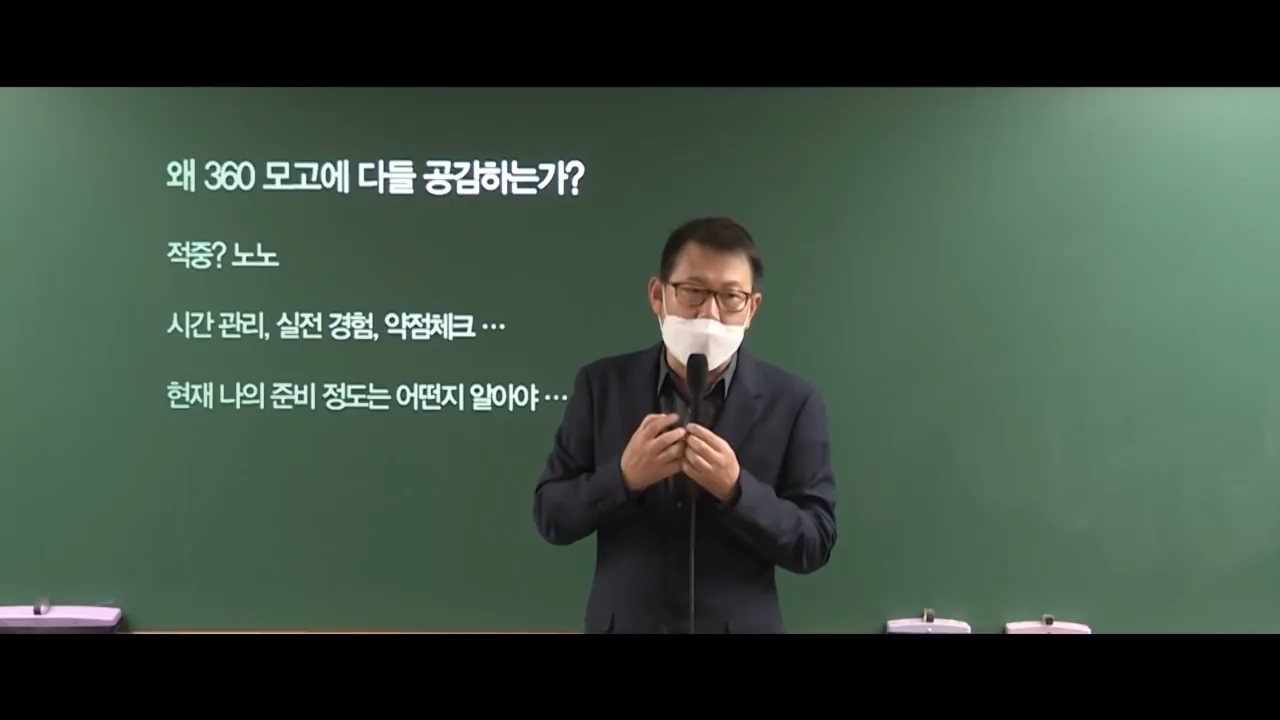 왜 360 모고에 다들 공감하는가?
적중? 노노
시간 관리, 실전 경험, 약점체크 …
현재 나의 준비 정도는 어떤지 알아야 …